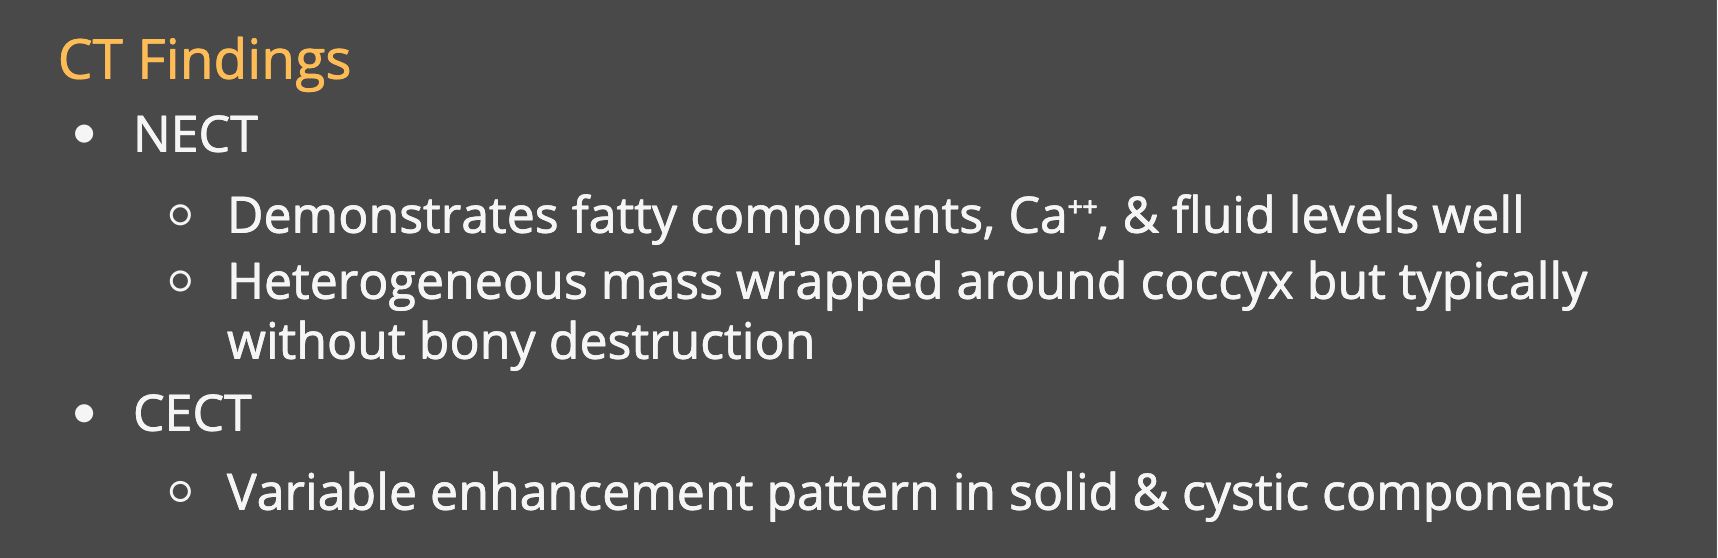 CT Findings
• NECT
○ Demonstrates fatty components, Ca⁺⁺, & fluid levels well
○ Heterogeneous mass wrapped around coccyx but typically
without bony destruction
• CECT
○ Variable enhancement pattern in solid & cystic components